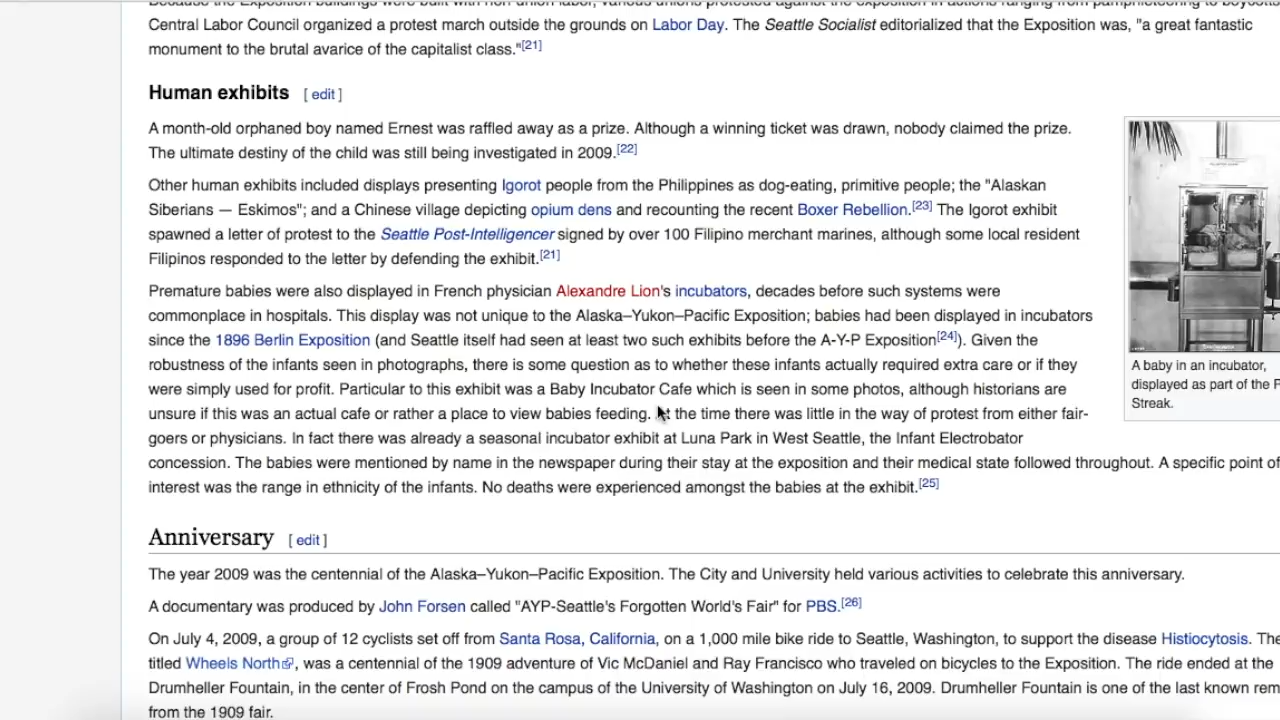 Because the Exposition buildings were built with non-union labor, various unions protested against the exposition in actions ranging from pamphleteering to boycotts.
Central Labor Council organized a protest march outside the grounds on Labor Day. The Seattle Socialist editorialized that the Exposition was, "a great fantastic
monument to the brutal avarice of the capitalist class."[21]
Human exhibits [ edit ]
A month-old orphaned boy named Ernest was raffled away as a prize. Although a winning ticket was drawn, nobody claimed the prize.
The ultimate destiny of the child was still being investigated in 2009.[22]
Other human exhibits included displays presenting Igorot people from the Philippines as dog-eating, primitive people; the "Alaskan
Siberians — Eskimos"; and a Chinese village depicting opium dens and recounting the recent Boxer Rebellion.[23] The Igorot exhibit
spawned a letter of protest to the Seattle Post-Intelligencer signed by over 100 Filipino merchant marines, although some local resident
Filipinos responded to the letter by defending the exhibit.[21]
Premature babies were also displayed in French physician Alexandre Lion's incubators, decades before such systems were
commonplace in hospitals. This display was not unique to the Alaska–Yukon–Pacific Exposition; babies had been displayed in incubators
since the 1896 Berlin Exposition (and Seattle itself had seen at least two such exhibits before the A-Y-P Exposition[24]). Given the
robustness of the infants seen in photographs, there is some question as to whether these infants actually required extra care or if they
were simply used for profit. Particular to this exhibit was a Baby Incubator Cafe which is seen in some photos, although historians are
unsure if this was an actual cafe or rather a place to view babies feeding. At the time there was little in the way of protest from either fair-
goers or physicians. In fact there was already a seasonal incubator exhibit at Luna Park in West Seattle, the Infant Electrobator
concession. The babies were mentioned by name in the newspaper during their stay at the exposition and their medical state followed throughout. A specific point of
interest was the range in ethnicity of the infants. No deaths were experienced amongst the babies at the exhibit.[25]
A baby in an incubator,
displayed as part of the P
Streak.
Anniversary [ edit ]
The year 2009 was the centennial of the Alaska–Yukon–Pacific Exposition. The City and University held various activities to celebrate this anniversary.
A documentary was produced by John Forsen called "AYP-Seattle's Forgotten World's Fair" for PBS.[26]
On July 4, 2009, a group of 12 cyclists set off from Santa Rosa, California, on a 1,000 mile bike ride to Seattle, Washington, to support the disease Histiocytosis. The
titled Wheels North, was a centennial of the 1909 adventure of Vic McDaniel and Ray Francisco who traveled on bicycles to the Exposition. The ride ended at the
Drumheller Fountain, in the center of Frosh Pond on the campus of the University of Washington on July 16, 2009. Drumheller Fountain is one of the last known rem
from the 1909 fair.